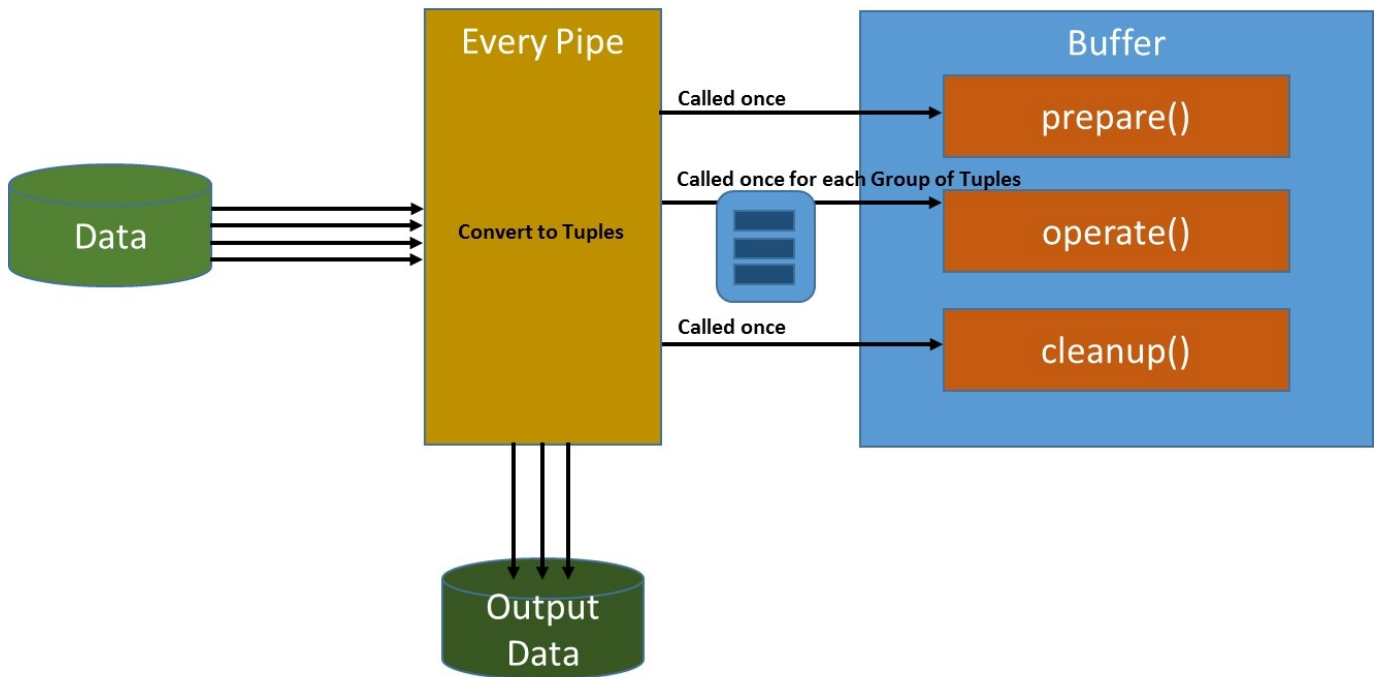 Every Pipe
Buffer
Called once
prepare()
Called once for each Group of Tuples
Data
Convert to Tuples
operate()
Called once
cleanup()
Output
Data